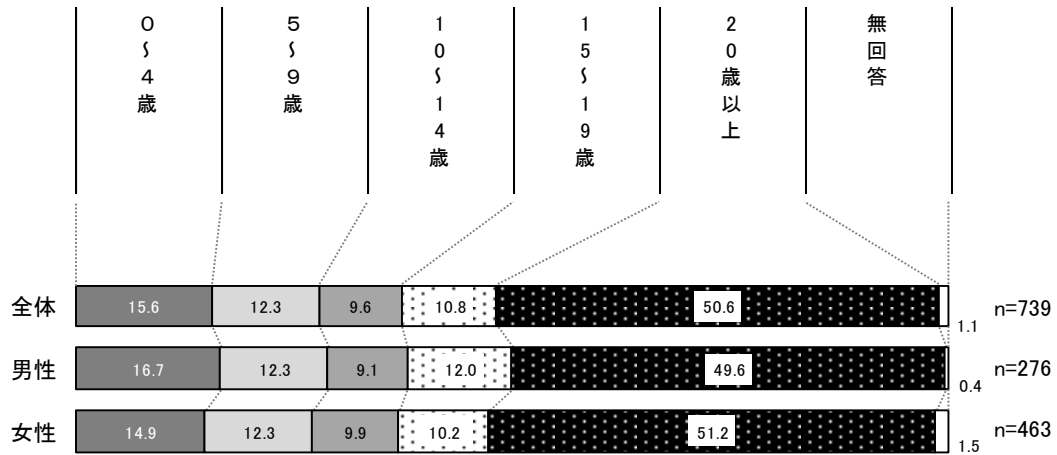 ０～４歳
５～９歳
１０～１４歳
１５～１９歳
２０歳以上
無回答
全体 15.6 12.3 9.6 10.8 50.6 1.1 n=739
男性 16.7 12.3 9.1 12.0 49.6 0.4 n=276
女性 14.9 12.3 9.9 10.2 51.2 1.5 n=463